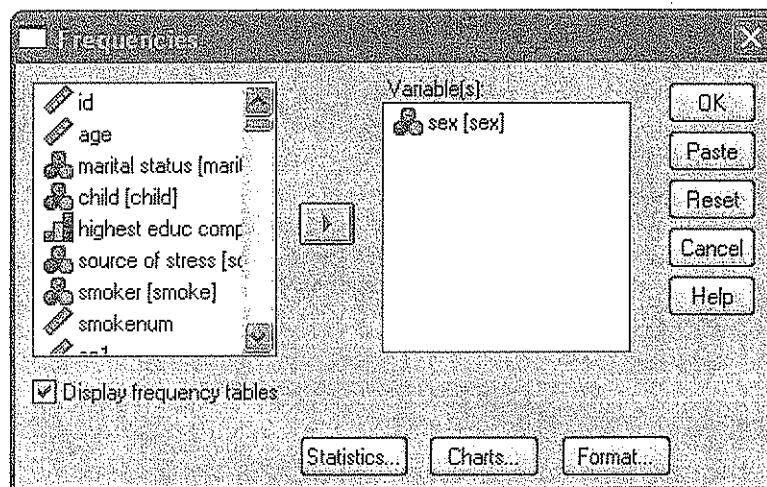 Frequencies
id
age
marital status [marit
child [child]
highest educ comp
source of stress [so
smoker [smoke]
smokenum
Variable(s):
sex [sex]
OK
Paste
Reset
Cancel
Help
Display frequency tables
Statistics...
Charts...
Format...